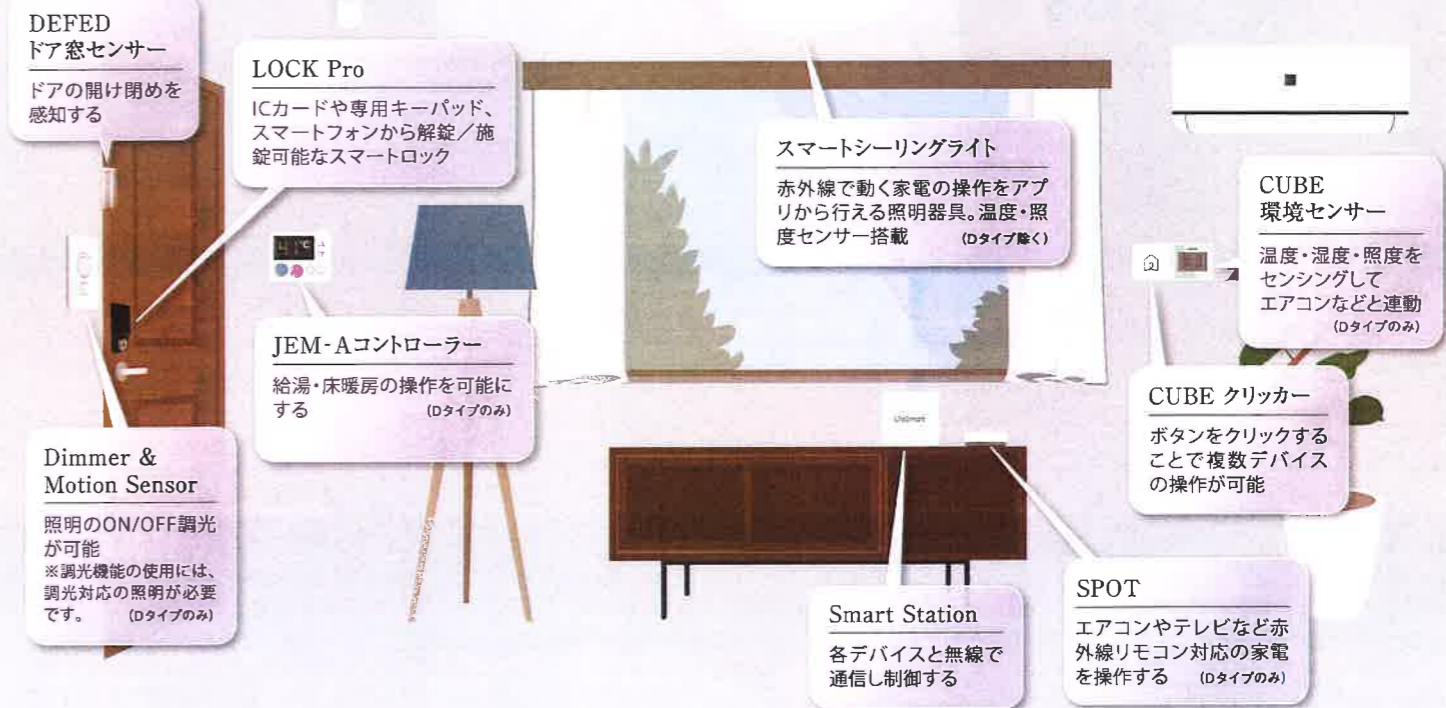 DEFED
ドア窓センサー
ドアの開け閉めを
感知する
LOCK Pro
ICカードや専用キーパッド、
スマートフォンから解錠／施
錠可能なスマートロック
スマートシーリングライト
赤外線で動く家電の操作をアプ
リから行える照明器具。温度・照
度センサー搭載 (Dタイプ除く)
CUBE
環境センサー
温度・湿度・照度を
センシングして
エアコンなどと連動
(Dタイプのみ)
JEM-Aコントローラー
給湯・床暖房の操作を可能に
する (Dタイプのみ)
CUBE クリッカー
ボタンをクリックする
ことで複数デバイス
の操作が可能
Dimmer &
Motion Sensor
照明のON/OFF調光
が可能
※調光機能の使用には、
調光対応の照明が必要
です。 (Dタイプのみ)
Smart Station
各デバイスと無線で
通信し制御する
SPOT
エアコンやテレビなど赤
外線リモコン対応の家電
を操作する (Dタイプのみ)